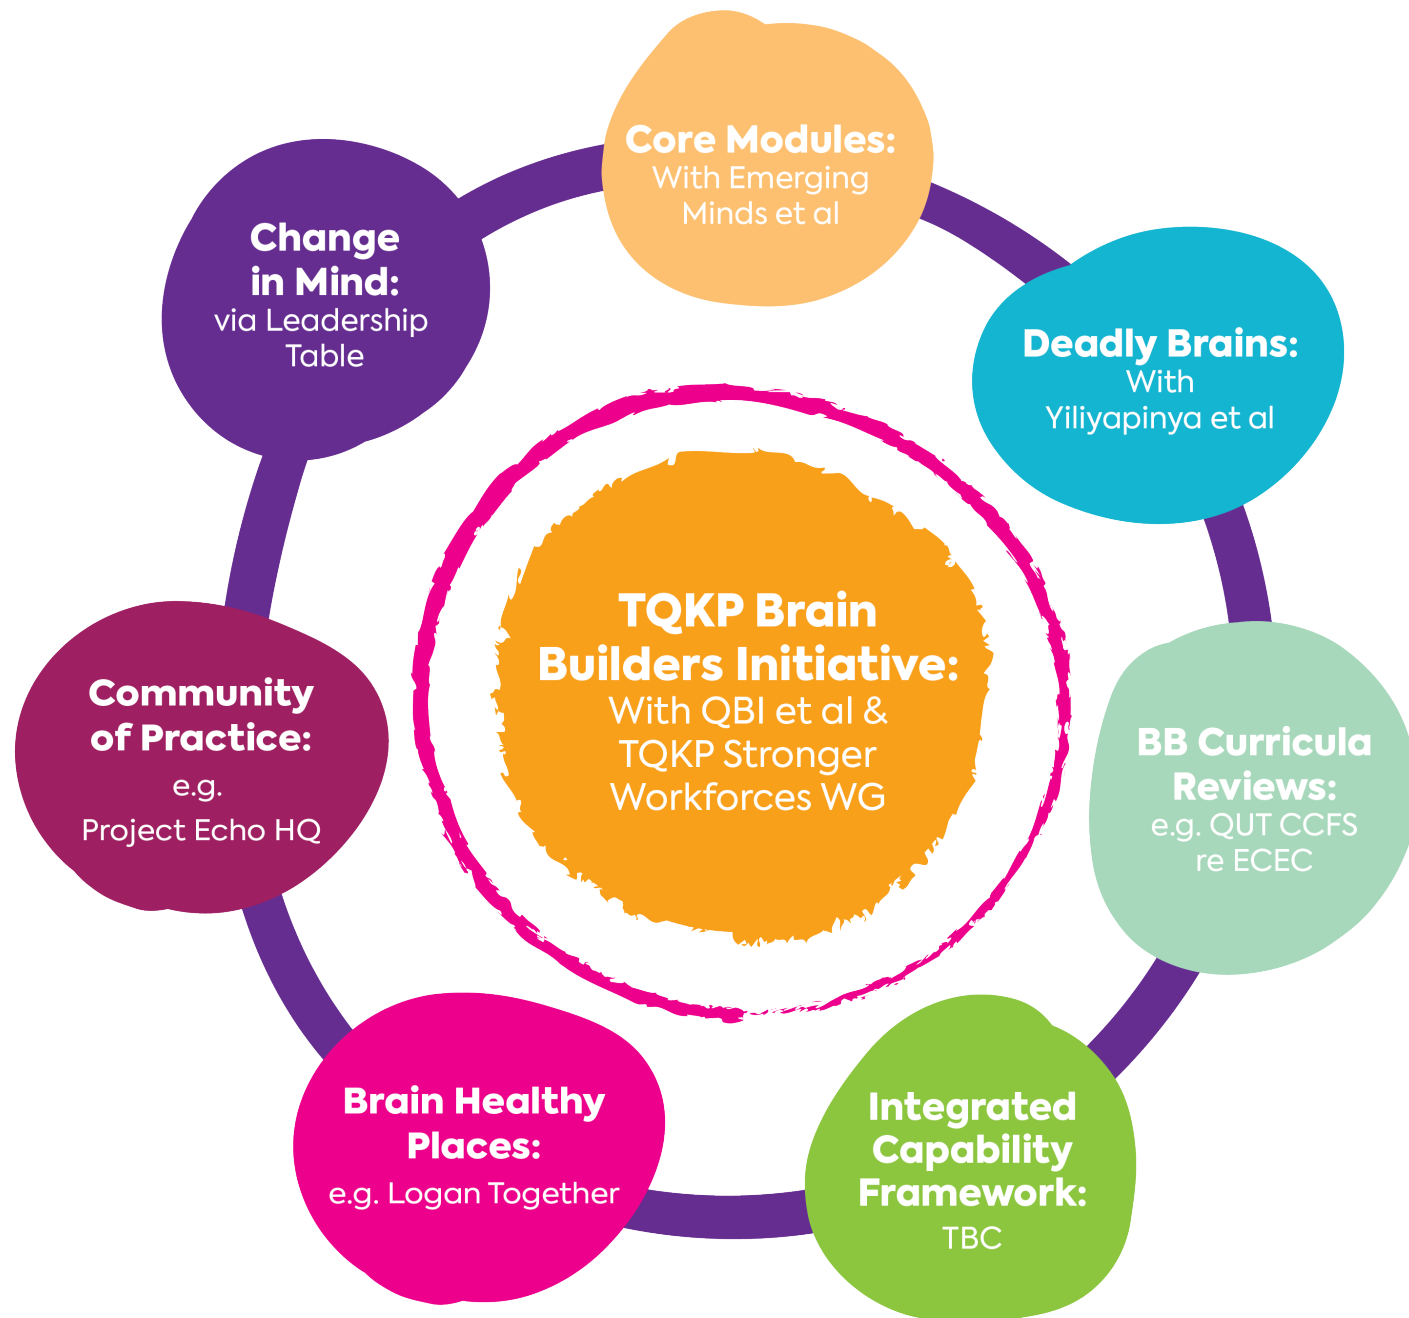 Core Modules:
With Emerging
Minds et al
Deadly Brains:
With
Yiliyapinya et al
BB Curricula
Reviews:
e.g. QUT CCFS
re ECEC
Integrated
Capability
Framework:
TBC
Brain Healthy
Places:
e.g. Logan Together
Community
of Practice:
e.g.
Project Echo HQ
Change
in Mind:
via Leadership
Table
TQKP Brain
Builders Initiative:
With QBI et al &
TQKP Stronger
Workforces WG